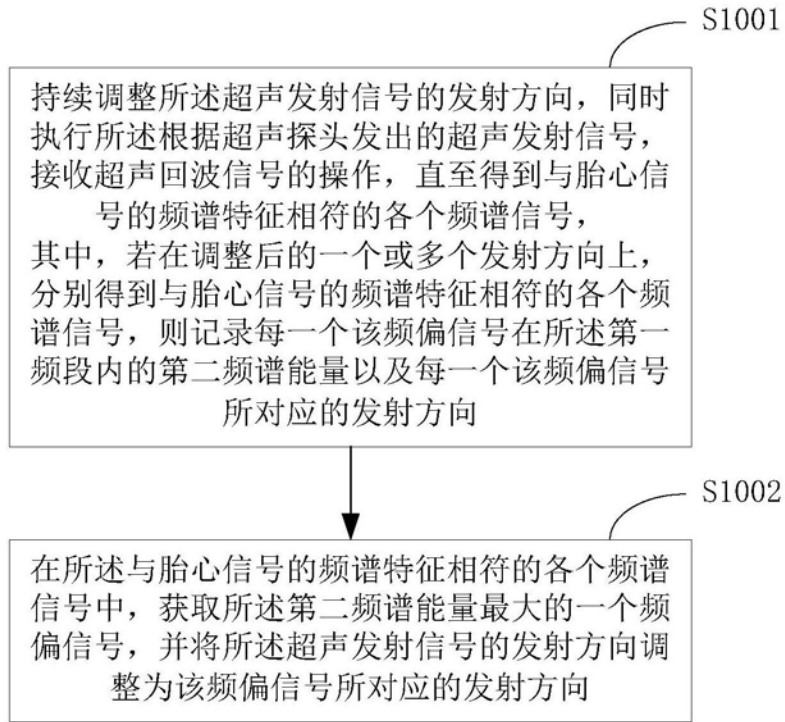 S1001
持续调整所述超声发射信号的发射方向，同时
执行所述根据超声探头发出的超声发射信号，
接收超声回波信号的操作，直至得到与胎心信
号的频谱特征相符的各个频谱信号，
其中，若在调整后的一个或多个发射方向上，
分别得到与胎心信号的频谱特征相符的各个频
谱信号，则记录每一个该频偏信号在所述第一
频段内的第二频谱能量以及每一个该频偏信号
所对应的发射方向
S1002
在所述与胎心信号的频谱特征相符的各个频谱
信号中，获取所述第二频谱能量最大的一个频
偏信号，并将所述超声发射信号的发射方向调
整为该频偏信号所对应的发射方向